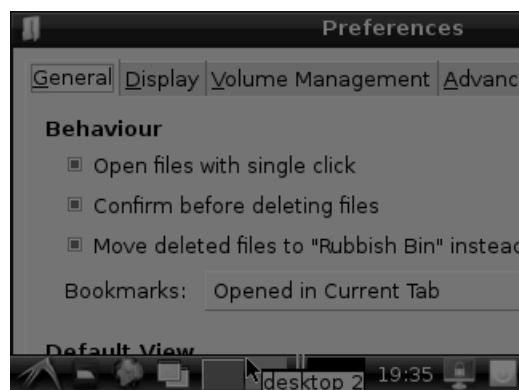 Preferences
General Display Volume Management Advanc
Behaviour
Open files with single click
Confirm before deleting files
Move deleted files to "Rubbish Bin" instead
Bookmarks: Opened in Current Tab
Default View
desktop 2 19:35